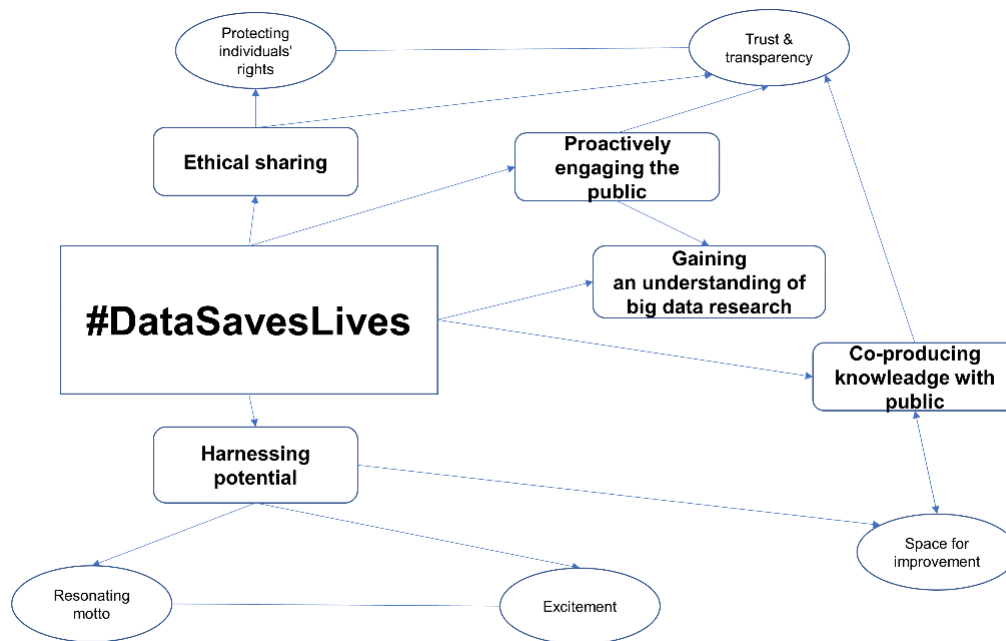 Protecting
individuals'
rights
Trust &
transparency
Ethical sharing
Proactively
engaging the
public
Gaining
an understanding of
big data research
#DataSavesLives
Co-producing
knowleadge with
public
Harnessing
potential
Space for
improvement
Resonating
motto
Excitement